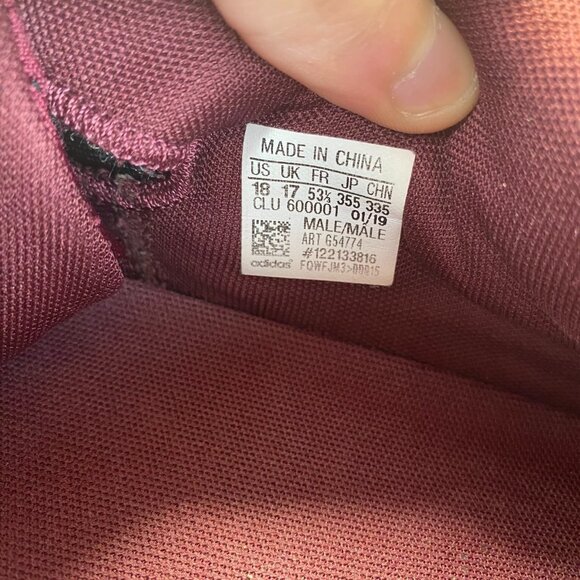 MADE IN CHINA
US UK FR JP CHN
18 17 53⅓ 355 335
CLU 600001 01/19
MALE/MALE
ART G54774
#122133816
adidas